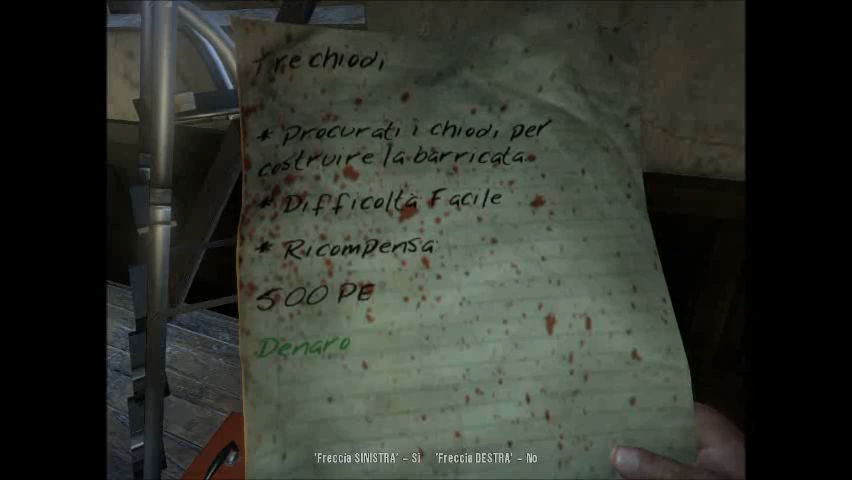 Tre chiodi
* Procurati i chiodi per
costruire la barricata.
* Difficoltà Facile
* Ricompensa
500 PE
Denaro
'Freccia SINISTRA' - Sì 'Freccia DESTRA' - No